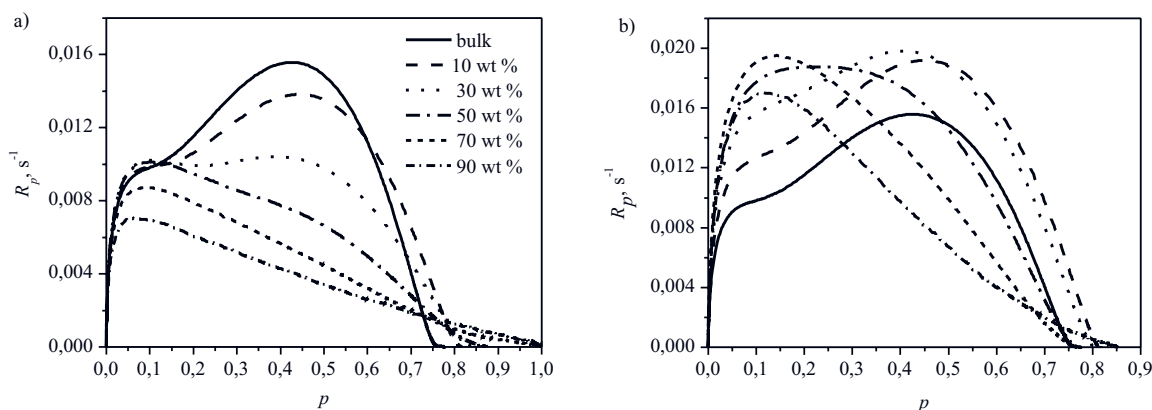 a)
0,016
0,012
0,008
0,004
0,000
Rp, s-1
bulk
10 wt %
30 wt %
50 wt %
70 wt %
90 wt %
0,0 0,1 0,2 0,3 0,4 0,5 0,6 0,7 0,8 0,9 1,0
p
b)
0,020
0,016
0,012
0,008
0,004
0,000
Rp, s-1
0,0 0,1 0,2 0,3 0,4 0,5 0,6 0,7 0,8 0,9
p